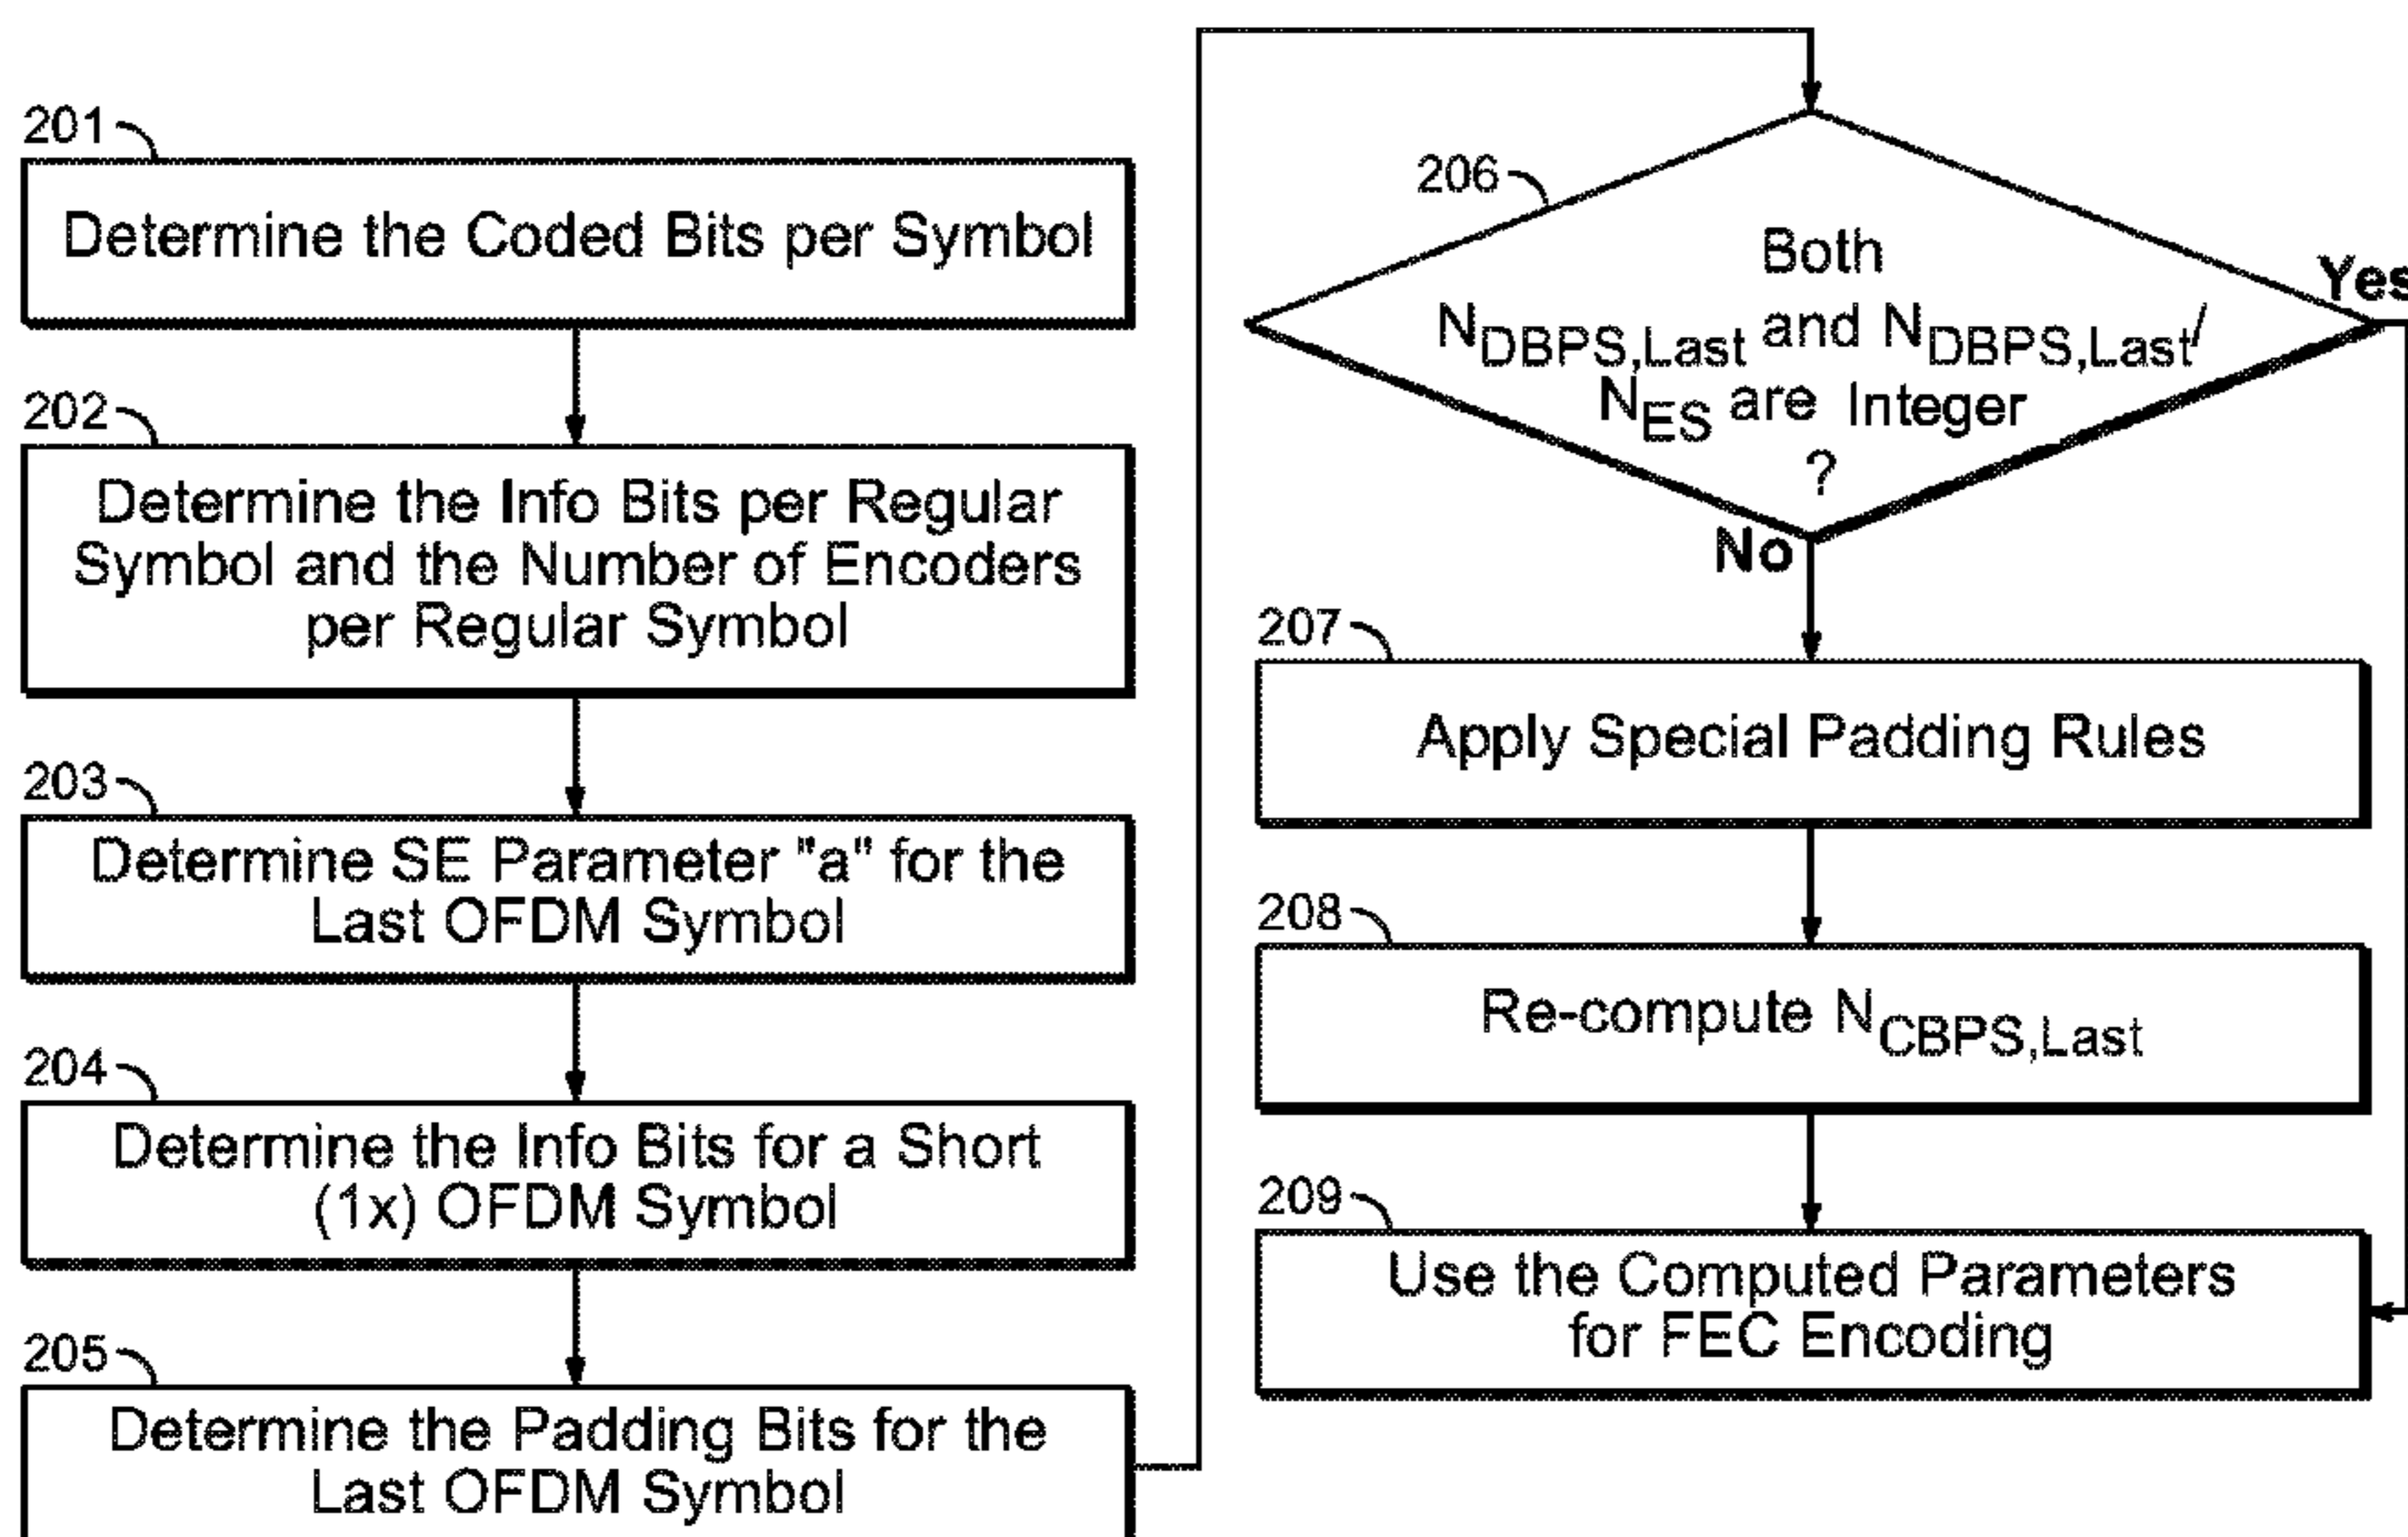 201
Determine the Coded Bits per Symbol
202
Determine the Info Bits per Regular
Symbol and the Number of Encoders
per Regular Symbol
203
Determine SE Parameter "a" for the
Last OFDM Symbol
204
Determine the Info Bits for a Short
(1x) OFDM Symbol
205
Determine the Padding Bits for the
Last OFDM Symbol
206
Both
N_DBPS,Last and N_DBPS,Last/
N_ES are Integer
?
Yes
No
207
Apply Special Padding Rules
208
Re-compute N_CBPS,Last
209
Use the Computed Parameters
for FEC Encoding